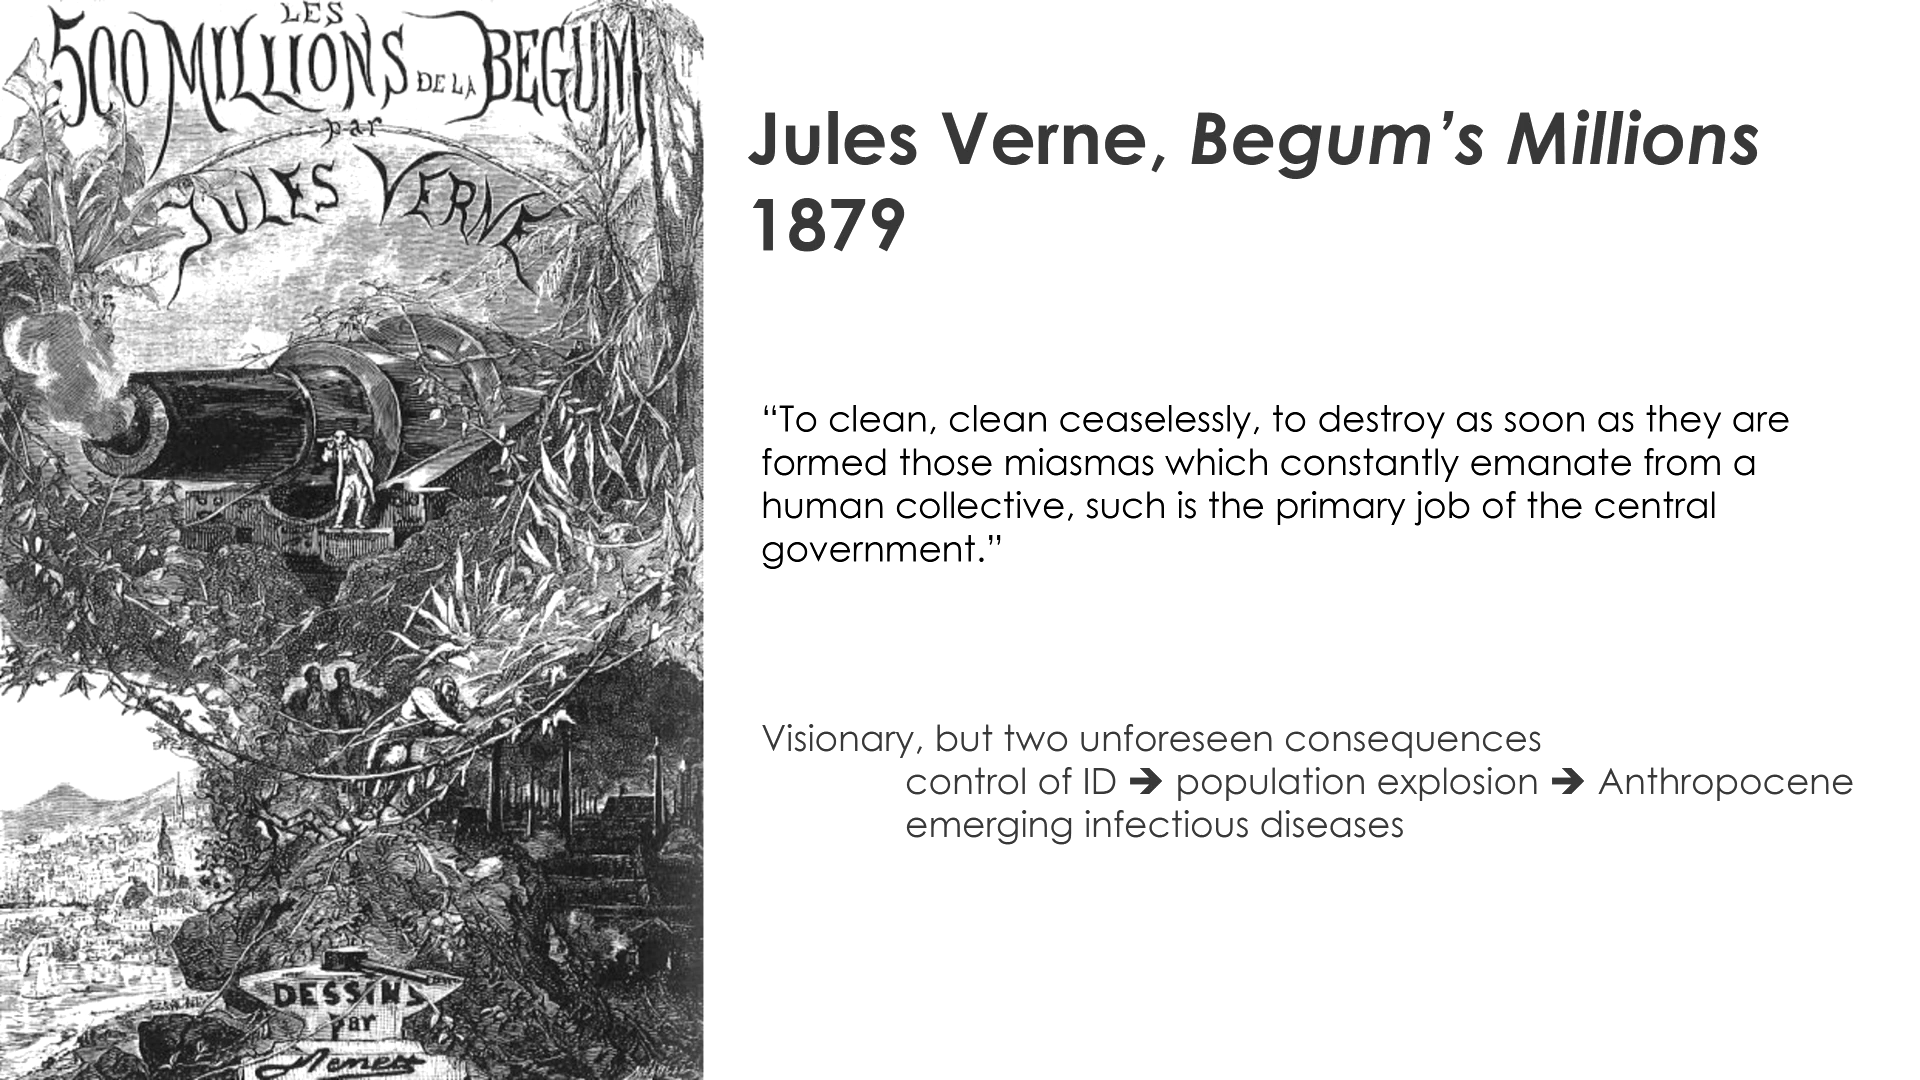 LES
500 MILLIONS DE LA BEGUM
par
JULES VERNE
DESSINS
par
Jules Verne, Begum’s Millions
1879
“To clean, clean ceaselessly, to destroy as soon as they are
formed those miasmas which constantly emanate from a
human collective, such is the primary job of the central
government.”
Visionary, but two unforeseen consequences
control of ID 🡺 population explosion 🡺 Anthropocene
emerging infectious diseases